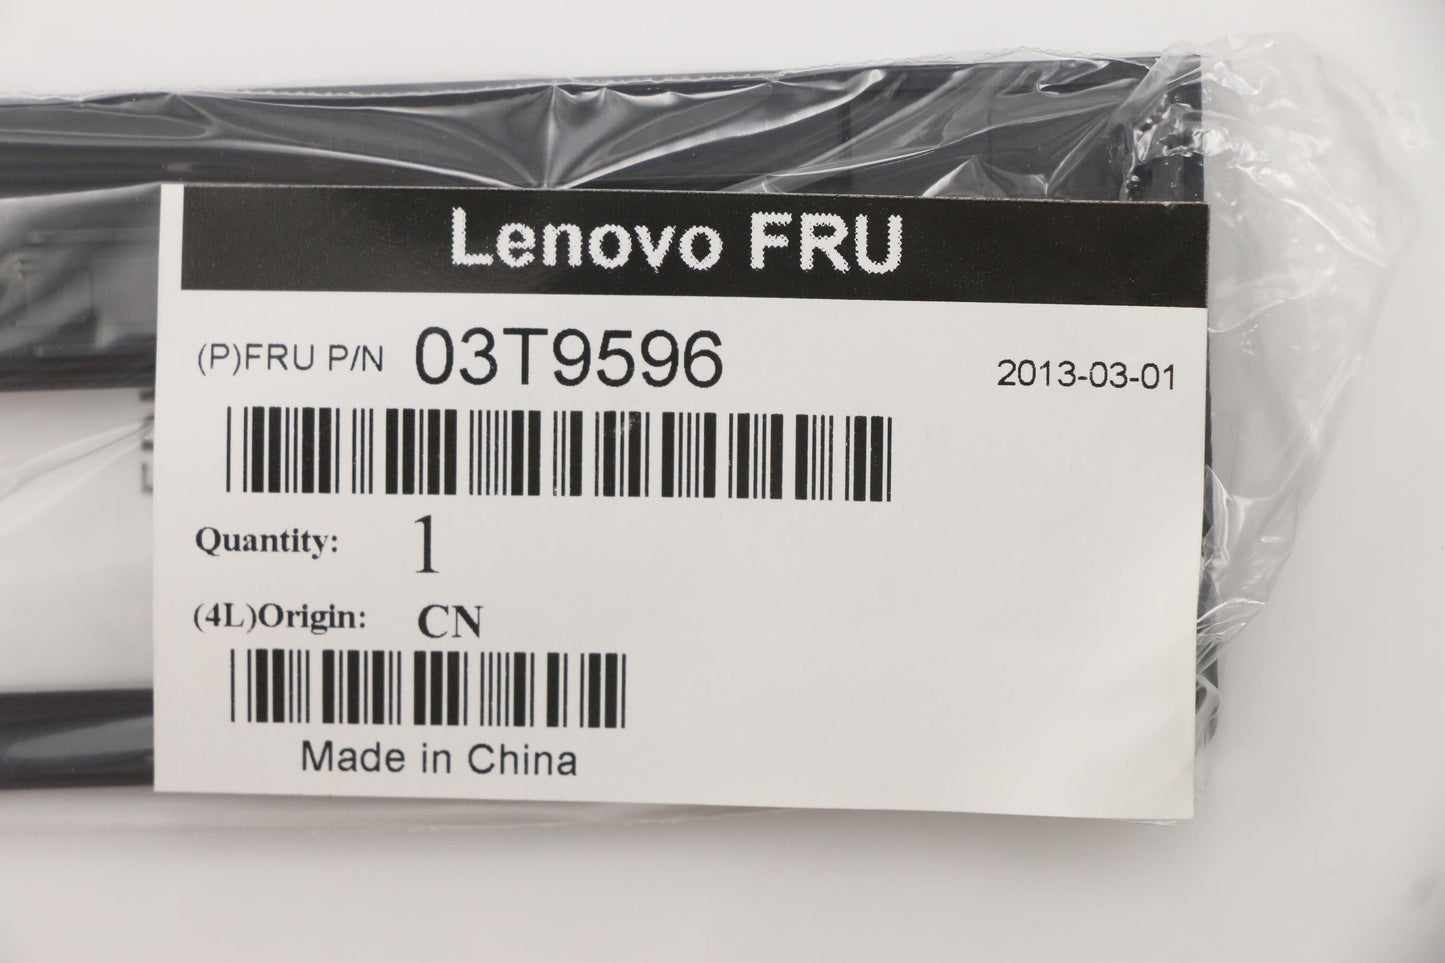 Lenovo FRU
(P)FRU P/N 03T9596 2013-03-01
Quantity: 1
(4L)Origin: CN
Made in China